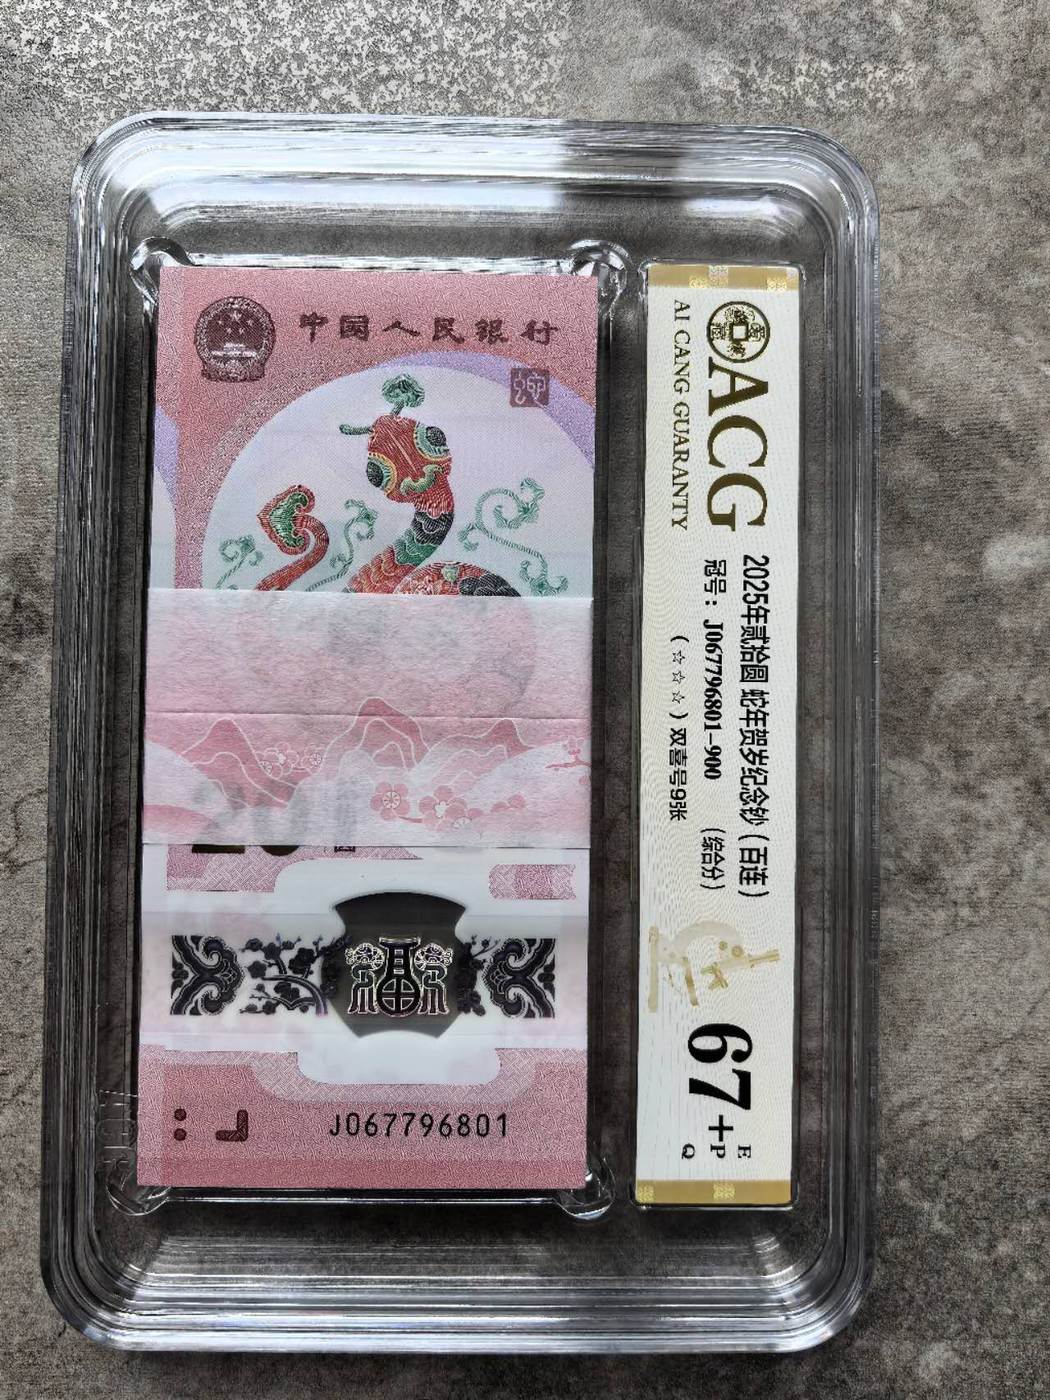 中国人民银行
J067796801
ACG
AI CANG GUARANTY
2025年贰拾圆 蛇年贺岁纪念钞（百连）
冠号：J067796801-900 （综合分）
（☆☆☆）双喜号9张
67+
E
P
Q